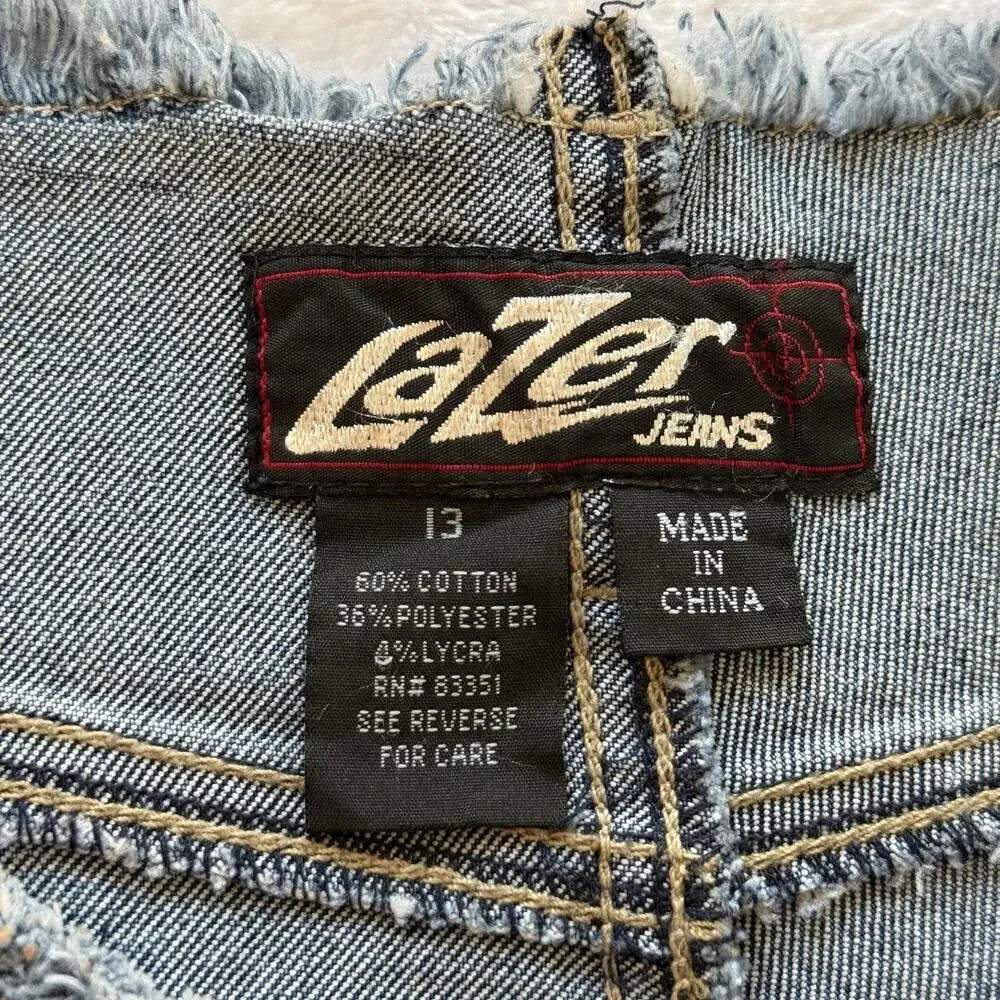 LaZer
JEANS
13
60% COTTON
36% POLYESTER
4% LYCRA
RN# 83351
SEE REVERSE
FOR CARE
MADE
IN
CHINA